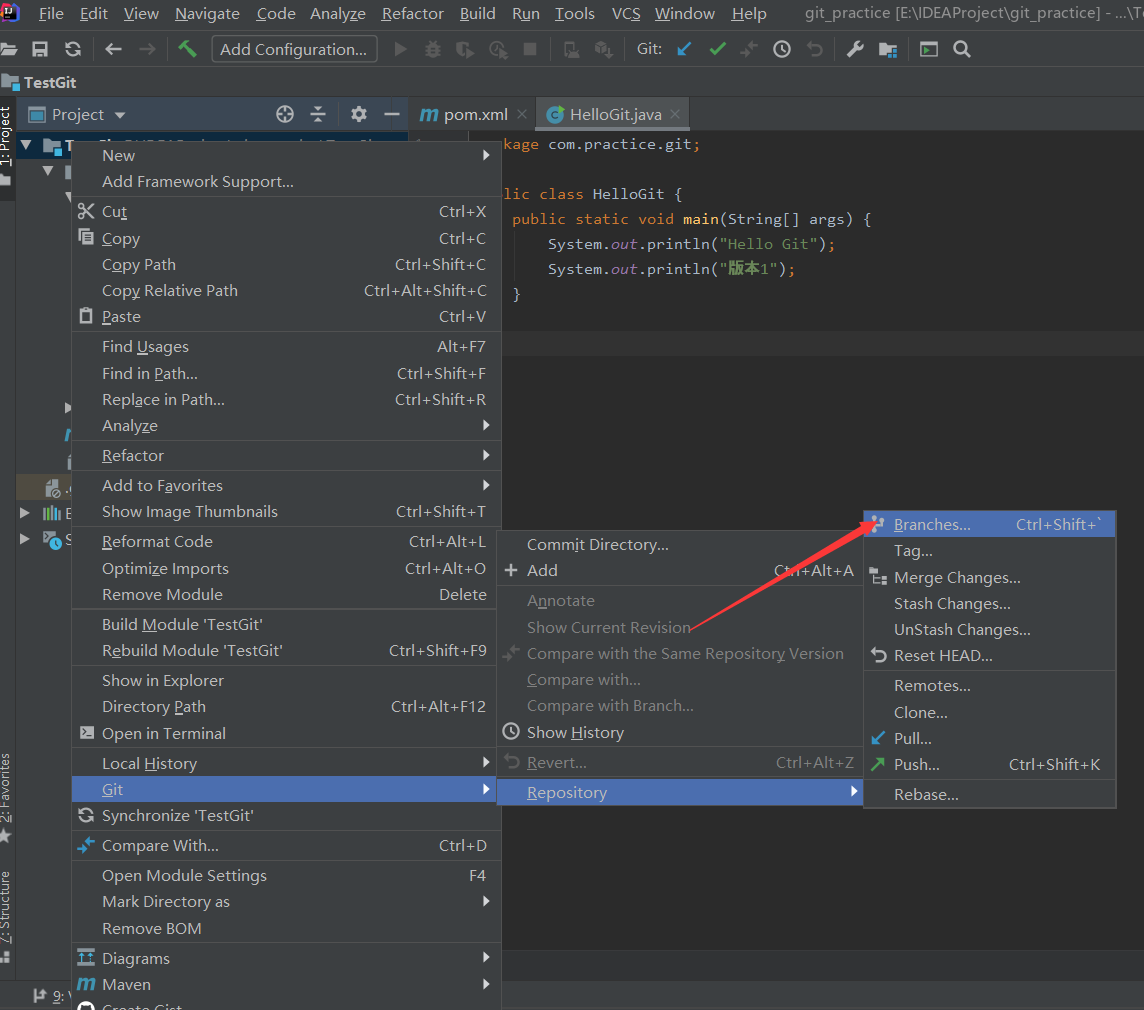 File Edit View Navigate Code Analyze Refactor Build Run Tools VCS Window Help git_practice [E:\IDEAProject\git_practice] - ...\T
Add Configuration... Git:
TestGit
Project
pom.xml HelloGit.java
1: Project
2: Favorites
7: Structure
kage com.practice.git;
lic class HelloGit {
public static void main(String[] args) {
System.out.println("Hello Git");
System.out.println("版本1");
}
New
Add Framework Support...
Cut Ctrl+X
Copy Ctrl+C
Copy Path Ctrl+Shift+C
Copy Relative Path Ctrl+Alt+Shift+C
Paste Ctrl+V
Find Usages Alt+F7
Find in Path... Ctrl+Shift+F
Replace in Path... Ctrl+Shift+R
Analyze
Refactor
Add to Favorites
Show Image Thumbnails Ctrl+Shift+T
Reformat Code Ctrl+Alt+L
Optimize Imports Ctrl+Alt+O
Remove Module Delete
Build Module 'TestGit'
Rebuild Module 'TestGit' Ctrl+Shift+F9
Show in Explorer
Directory Path Ctrl+Alt+F12
Open in Terminal
Local History
Git
Synchronize 'TestGit'
Compare With... Ctrl+D
Open Module Settings F4
Mark Directory as
Remove BOM
Diagrams
Maven
Create Gist
9:
Commit Directory...
Add Ctrl+Alt+A
Annotate
Show Current Revision
Compare with the Same Repository Version
Compare with...
Compare with Branch...
Show History
Revert... Ctrl+Alt+Z
Repository
Branches... Ctrl+Shift+`
Tag...
Merge Changes...
Stash Changes...
UnStash Changes...
Reset HEAD...
Remotes...
Clone...
Pull...
Push... Ctrl+Shift+K
Rebase...